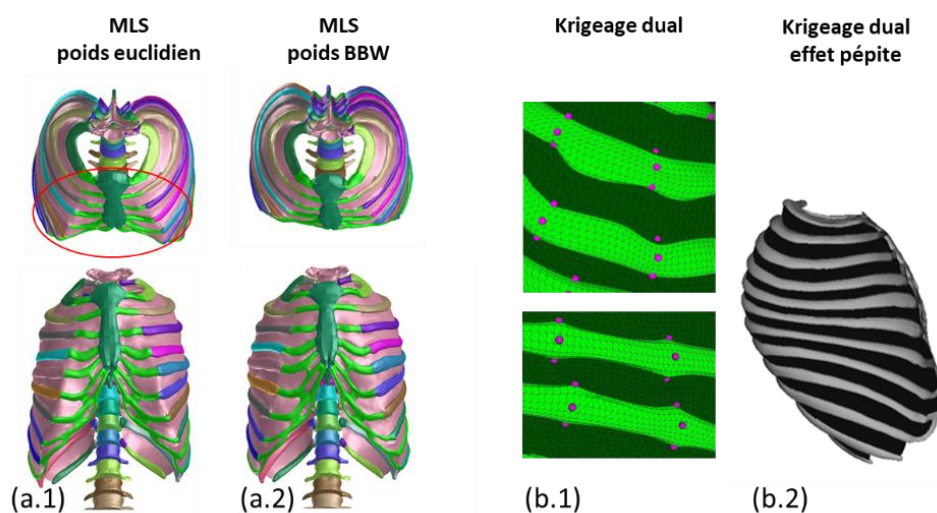 MLS
poids euclidien
MLS
poids BBW
Krigeage dual
Krigeage dual
effet pépite
(a.1)
(a.2)
(b.1)
(b.2)